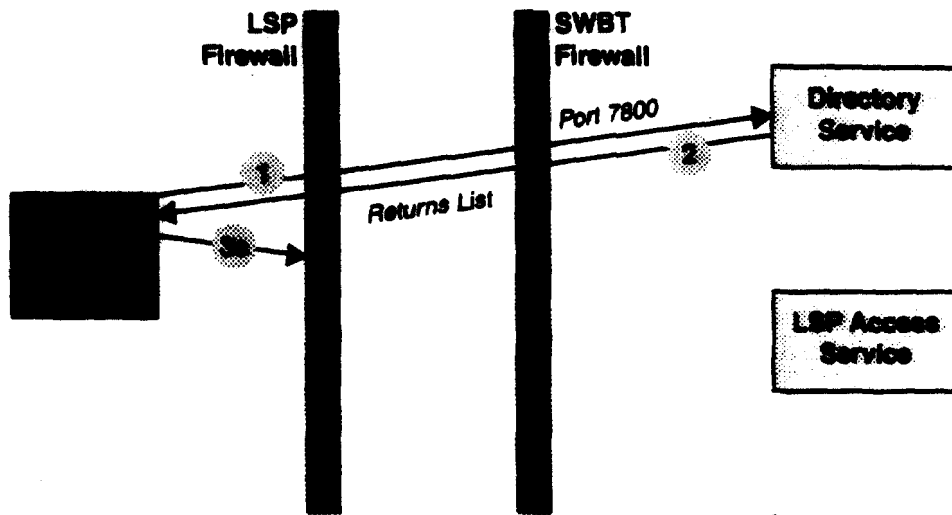 LSP
Firewall
SWBT
Firewall
Directory
Service
Port 7800
1
2
Returns List
3a
LSP Access
Service